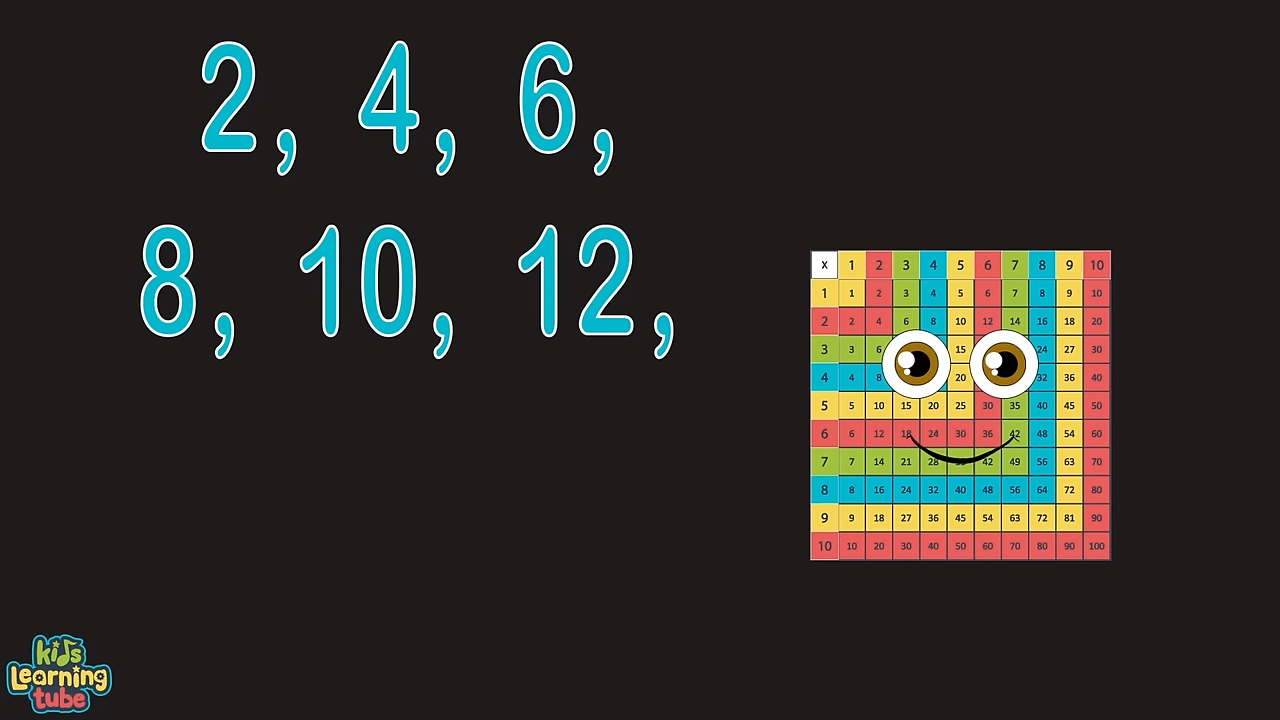 2, 4, 6,
8, 10, 12,
X 1 2 3 4 5 6 7 8 9 10
1 1 2 3 4 5 6 7 8 9 10
2 2 4 6 8 10 12 14 16 18 20
3 3 6 15 24 27 30
4 4 8 20 32 36 40
5 5 10 15 20 25 30 35 40 45 50
6 6 12 18 24 30 36 42 48 54 60
7 7 14 21 28 42 49 56 63 70
8 8 16 24 32 40 48 56 64 72 80
9 9 18 27 36 45 54 63 72 81 90
10 10 20 30 40 50 60 70 80 90 100
kids
Learning
tube